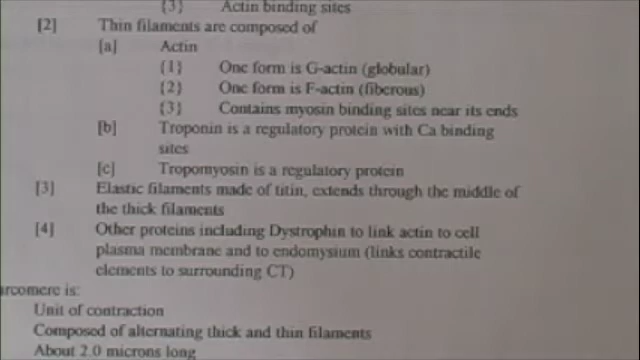 {3} Actin binding sites
[2] Thin filaments are composed of
[a] Actin
{1} One form is G-actin (globular)
{2} One form is F-actin (fiberous)
{3} Contains myosin binding sites near its ends
[b] Troponin is a regulatory protein with Ca binding
sites
[c] Tropomyosin is a regulatory protein
[3] Elastic filaments made of titin, extends through the middle of
the thick filaments
[4] Other proteins including Dystrophin to link actin to cell
plasma membrane and to endomysium (links contractile
elements to surrounding CT)
arcomere is:
Unit of contraction
Composed of alternating thick and thin filaments
About 2.0 microns long